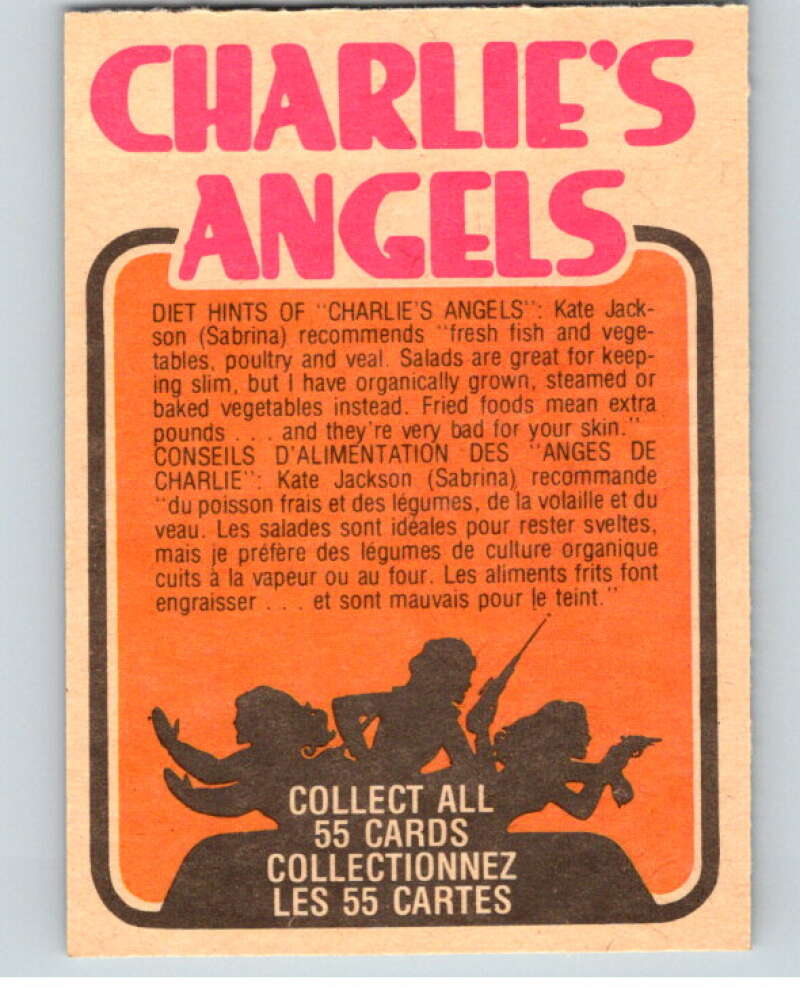 CHARLIE'S
ANGELS
DIET HINTS OF "CHARLIE'S ANGELS": Kate Jack-
son (Sabrina) recommends "fresh fish and vege-
tables, poultry and veal. Salads are great for keep-
ing slim, but I have organically grown, steamed or
baked vegetables instead. Fried foods mean extra
pounds . . . and they're very bad for your skin."
CONSEILS D'ALIMENTATION DES "ANGES DE
CHARLIE": Kate Jackson (Sabrina) recommande
"du poisson frais et des légumes, de la volaille et du
veau. Les salades sont idéales pour rester sveltes,
mais je préfère des légumes de culture organique
cuits à la vapeur ou au four. Les aliments frits font
engraisser . . . et sont mauvais pour le teint."
COLLECT ALL
55 CARDS
COLLECTIONNEZ
LES 55 CARTES